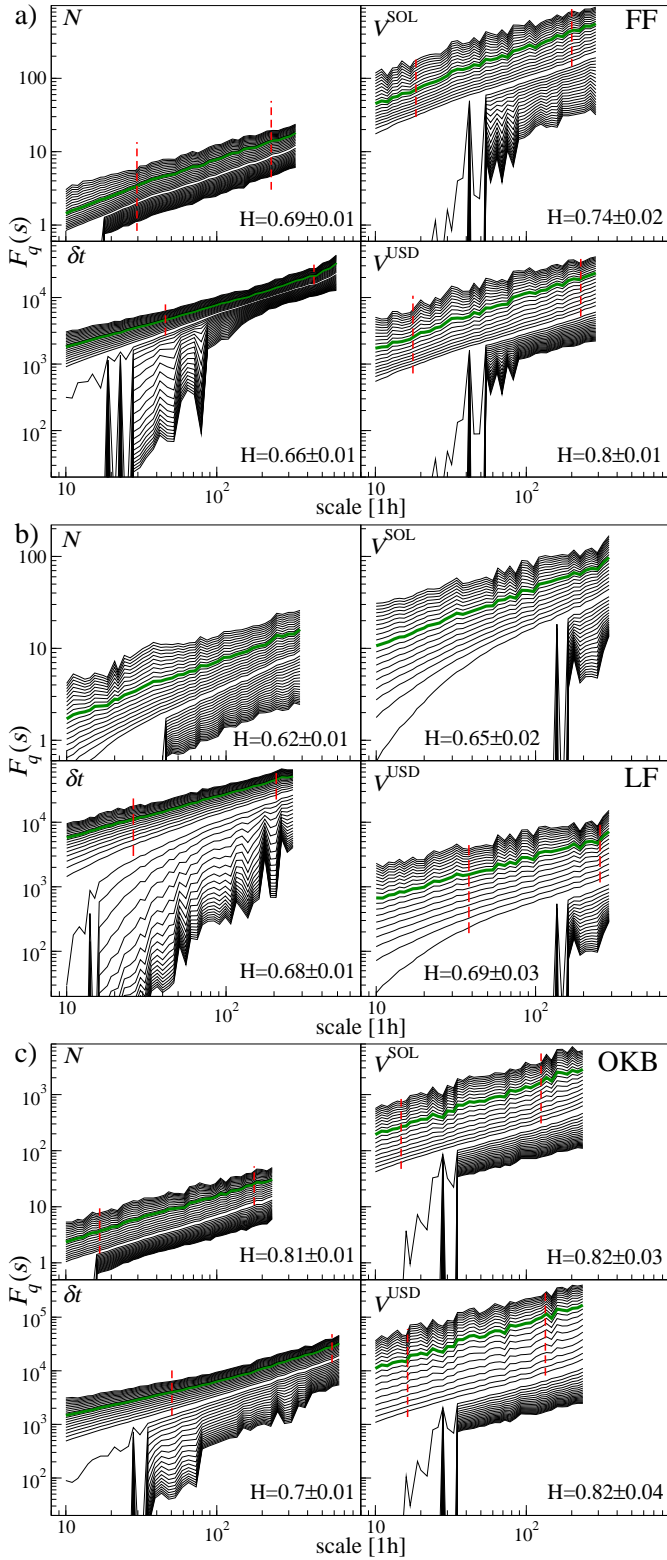 a)
N
V^SOL
FF
100
10
1
H=0.69±0.01
H=0.74±0.02
F_q(s)
δt
V^USD
10^4
10^3
10^2
H=0.66±0.01
H=0.8±0.01
10
10^2
10
10^2
scale [1h]
scale [1h]
b)
N
V^SOL
100
10
1
H=0.62±0.01
H=0.65±0.02
F_q(s)
δt
V^USD
LF
10^4
10^3
10^2
H=0.68±0.01
H=0.69±0.03
10
10^2
10
10^2
scale [1h]
scale [1h]
c)
N
V^SOL
OKB
10^3
10^2
10
1
H=0.81±0.01
H=0.82±0.03
F_q(s)
δt
V^USD
10^5
10^4
10^3
10^2
H=0.7±0.01
H=0.82±0.04
10
10^2
10
10^2
scale [1h]
scale [1h]